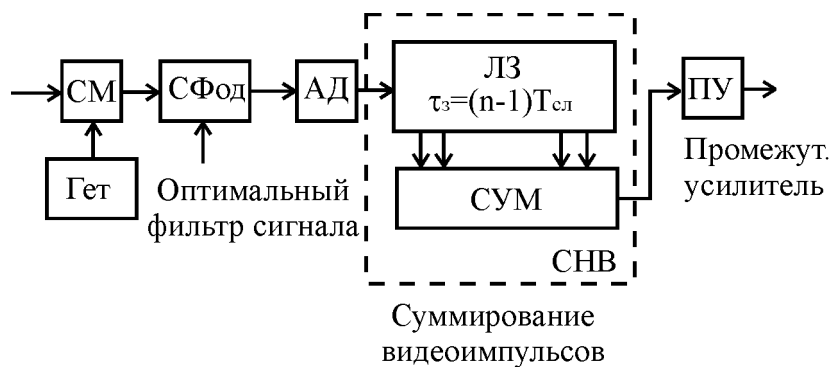 СМ
СФод
АД
ЛЗ
τз=(n-1)Tсл
ПУ
Гет
Оптимальный
фильтр сигнала
СУМ
СНВ
Промежут.
усилитель
Суммирование
видеоимпульсов